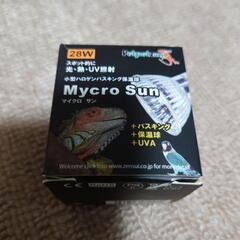 28W
スポット的に
光・熱・UV照射
小型ハロゲンバスキング保温球
Mycro Sun
マイクロ サン
+バスキング
+保温球
+UVA